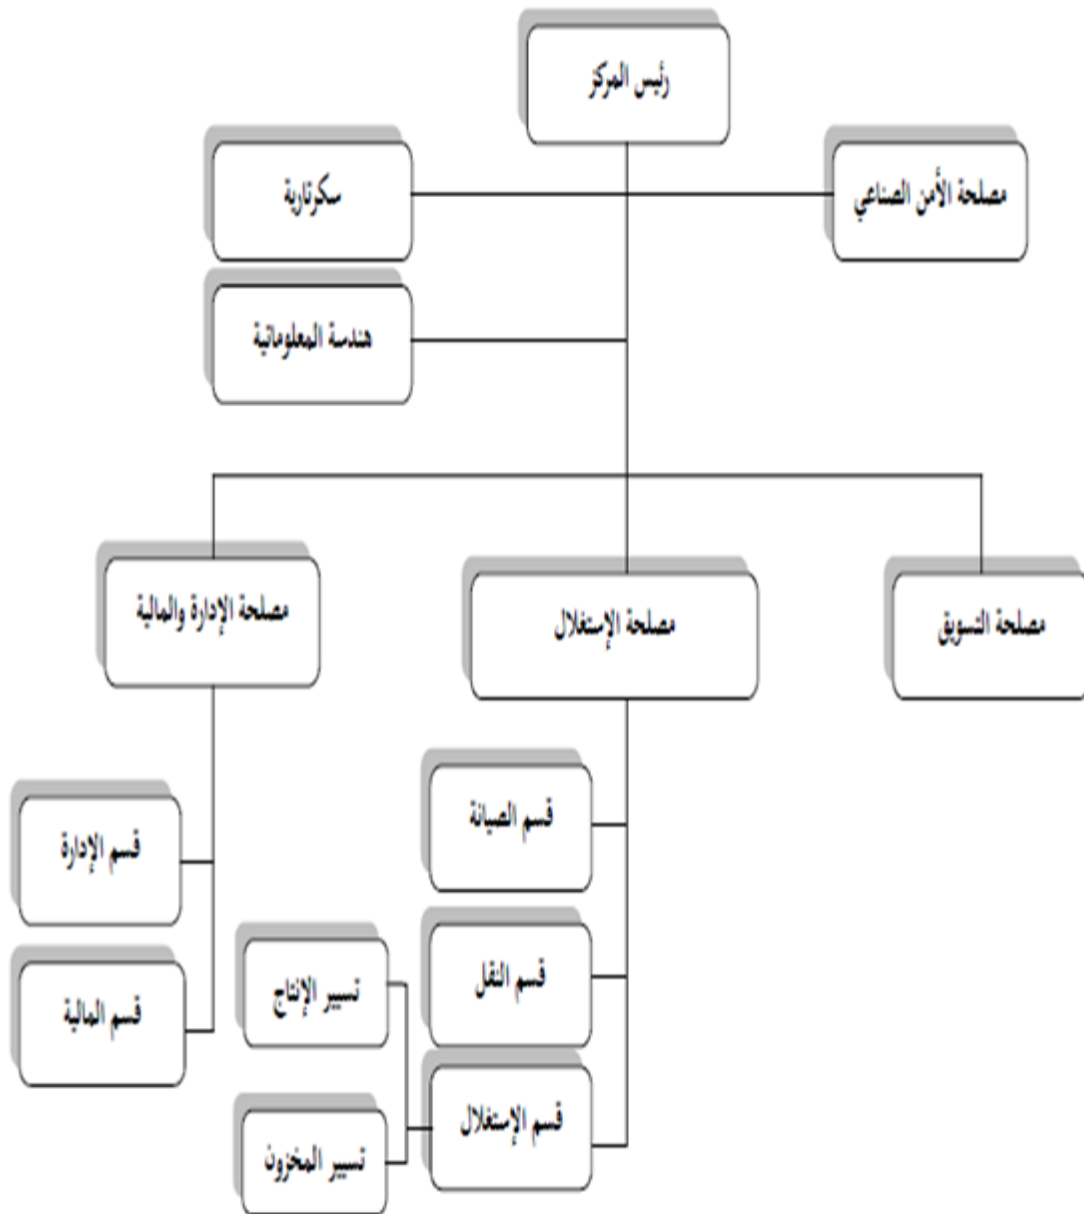 رئيس المركز
مصلحة الأمن الصناعي
سكرتارية
هندسة المعلوماتية
مصلحة التسويق
مصلحة الإستغلال
مصلحة الإدارة والمالية
قسم الصيانة
قسم النقل
قسم الإستغلال
تسيير الإنتاج
تسيير المخزون
قسم الإدارة
قسم المالية